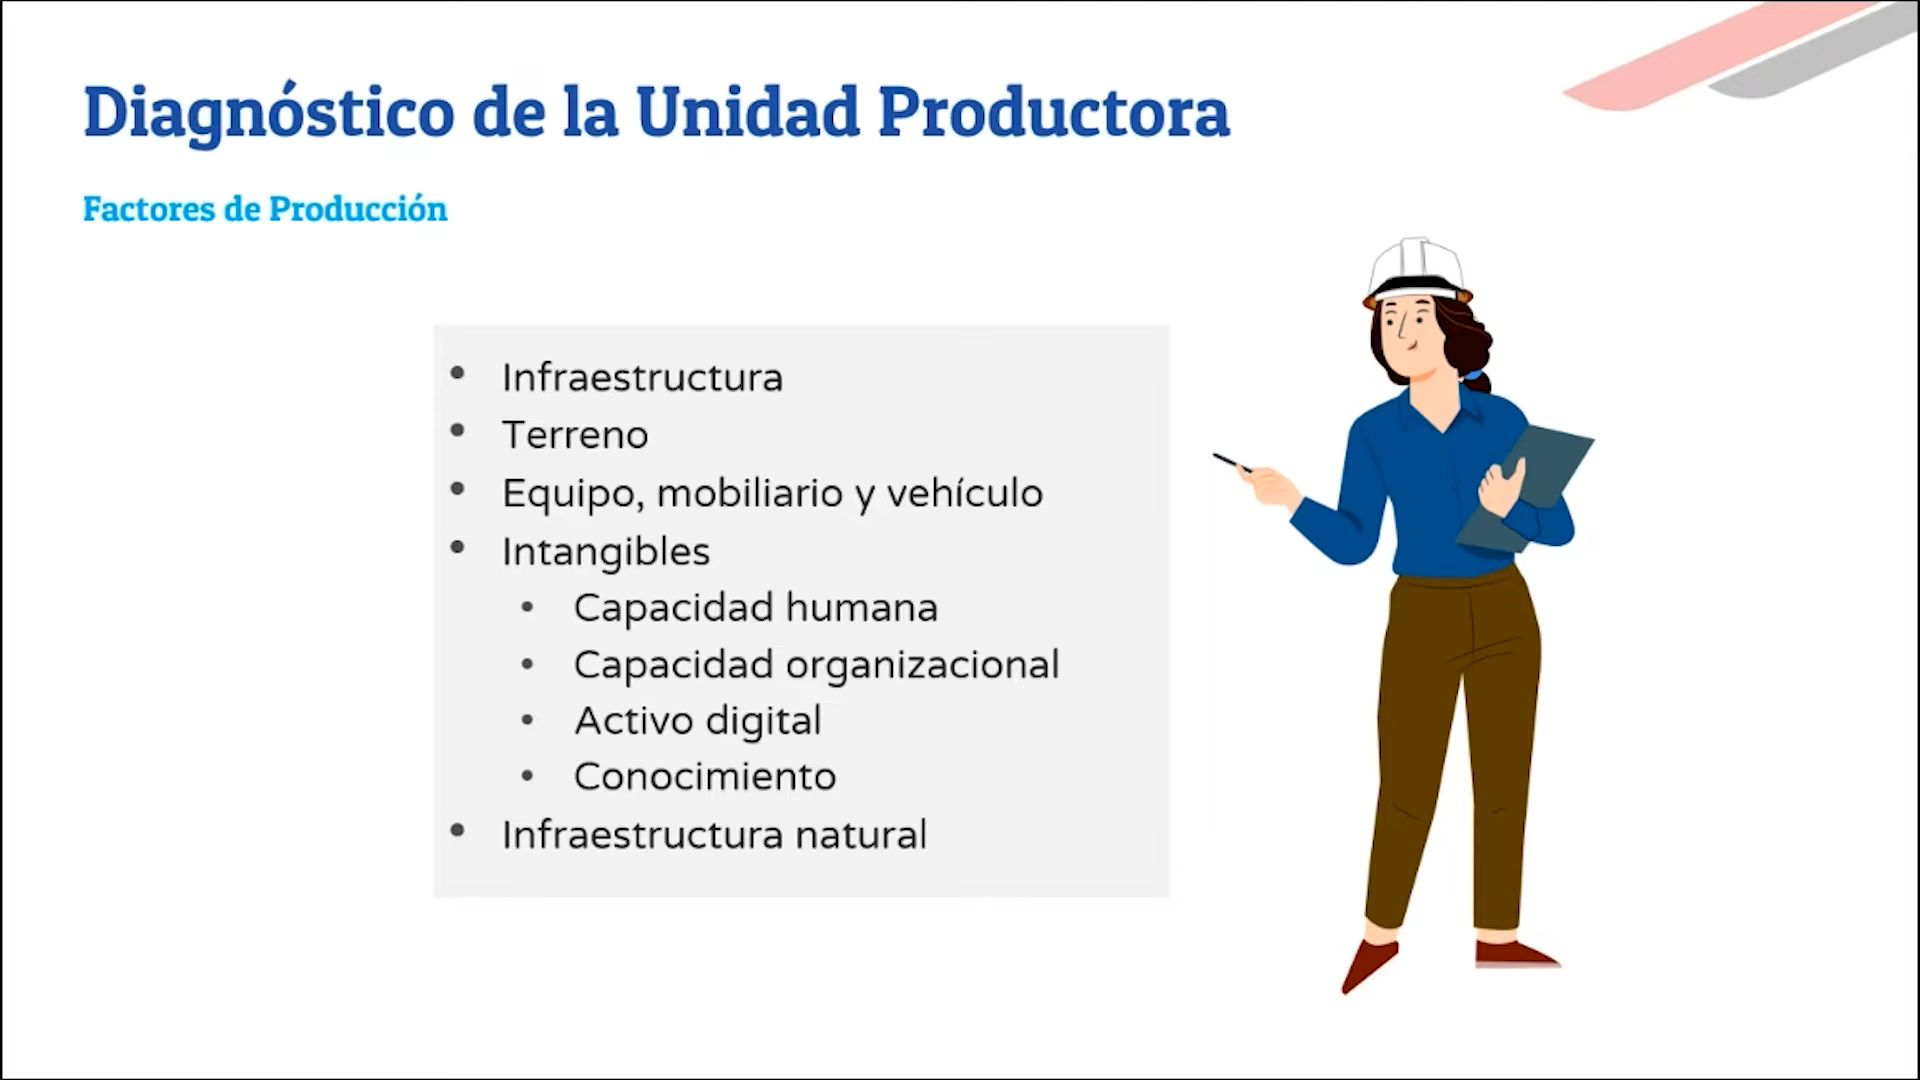 Diagnóstico de la Unidad Productora
Factores de Producción
• Infraestructura
• Terreno
• Equipo, mobiliario y vehículo
• Intangibles
• Capacidad humana
• Capacidad organizacional
• Activo digital
• Conocimiento
• Infraestructura natural